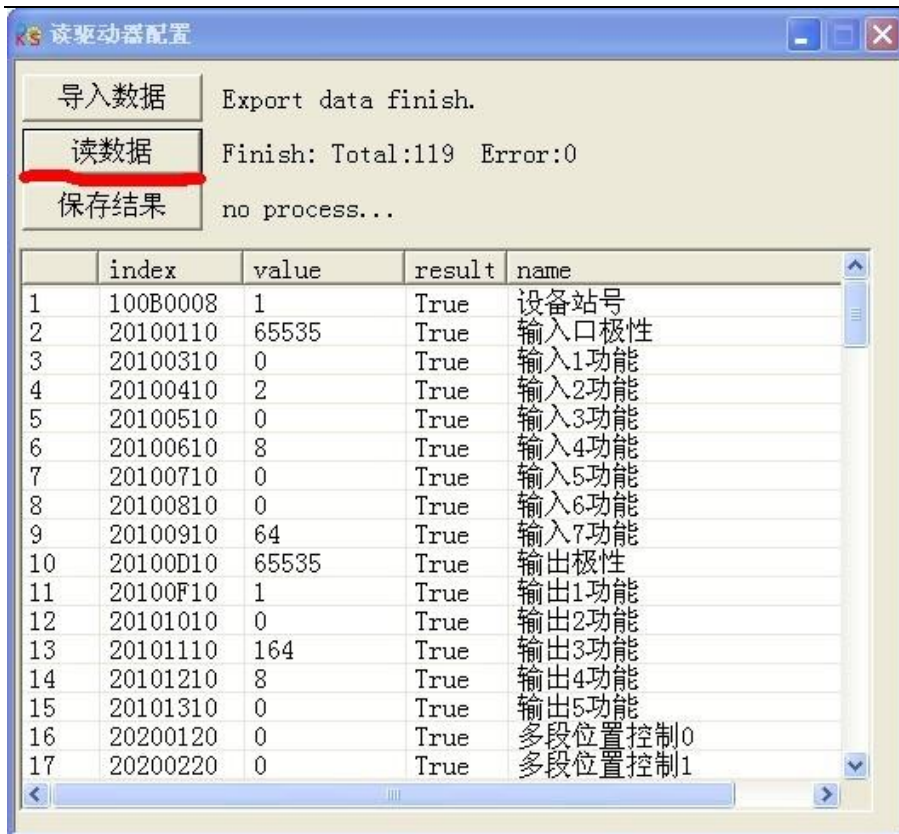 读驱动器配置
导入数据 Export data finish.
读数据 Finish: Total:119 Error:0
保存结果 no process...
index value result name
1 100B0008 1 True 设备站号
2 20100110 65535 True 输入口极性
3 20100310 0 True 输入1功能
4 20100410 2 True 输入2功能
5 20100510 0 True 输入3功能
6 20100610 8 True 输入4功能
7 20100710 0 True 输入5功能
8 20100810 0 True 输入6功能
9 20100910 64 True 输入7功能
10 20100D10 65535 True 输出极性
11 20100F10 1 True 输出1功能
12 20101010 0 True 输出2功能
13 20101110 164 True 输出3功能
14 20101210 8 True 输出4功能
15 20101310 0 True 输出5功能
16 20200120 0 True 多段位置控制0
17 20200220 0 True 多段位置控制1